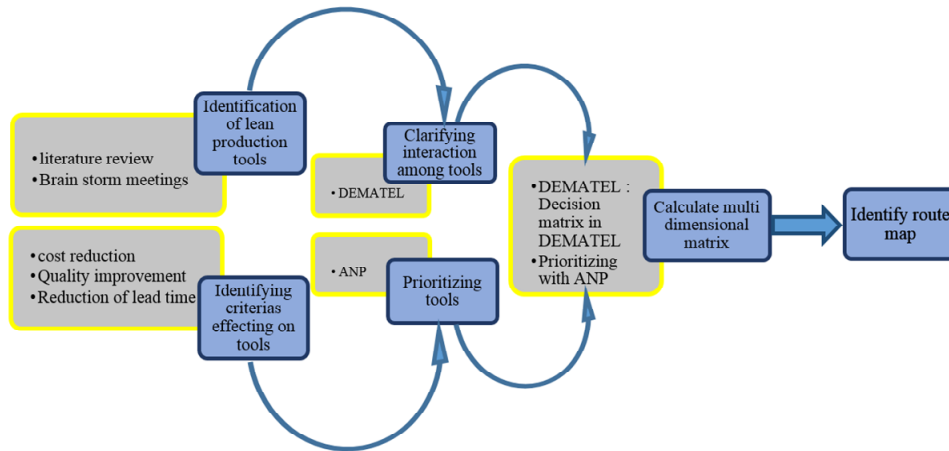 Identification
of lean
production
tools
•literature review
•Brain storm meetings
Clarifying
interaction
among tools
•DEMATEL
•cost reduction
•Quality improvement
•Reduction of lead time
Identifying
criterias
effecting on
tools
•ANP
Prioritizing
tools
•DEMATEL :
Decision
matrix in
DEMATEL
•Prioritizing
with ANP
Calculate multi
dimensional
matrix
Identify route
map